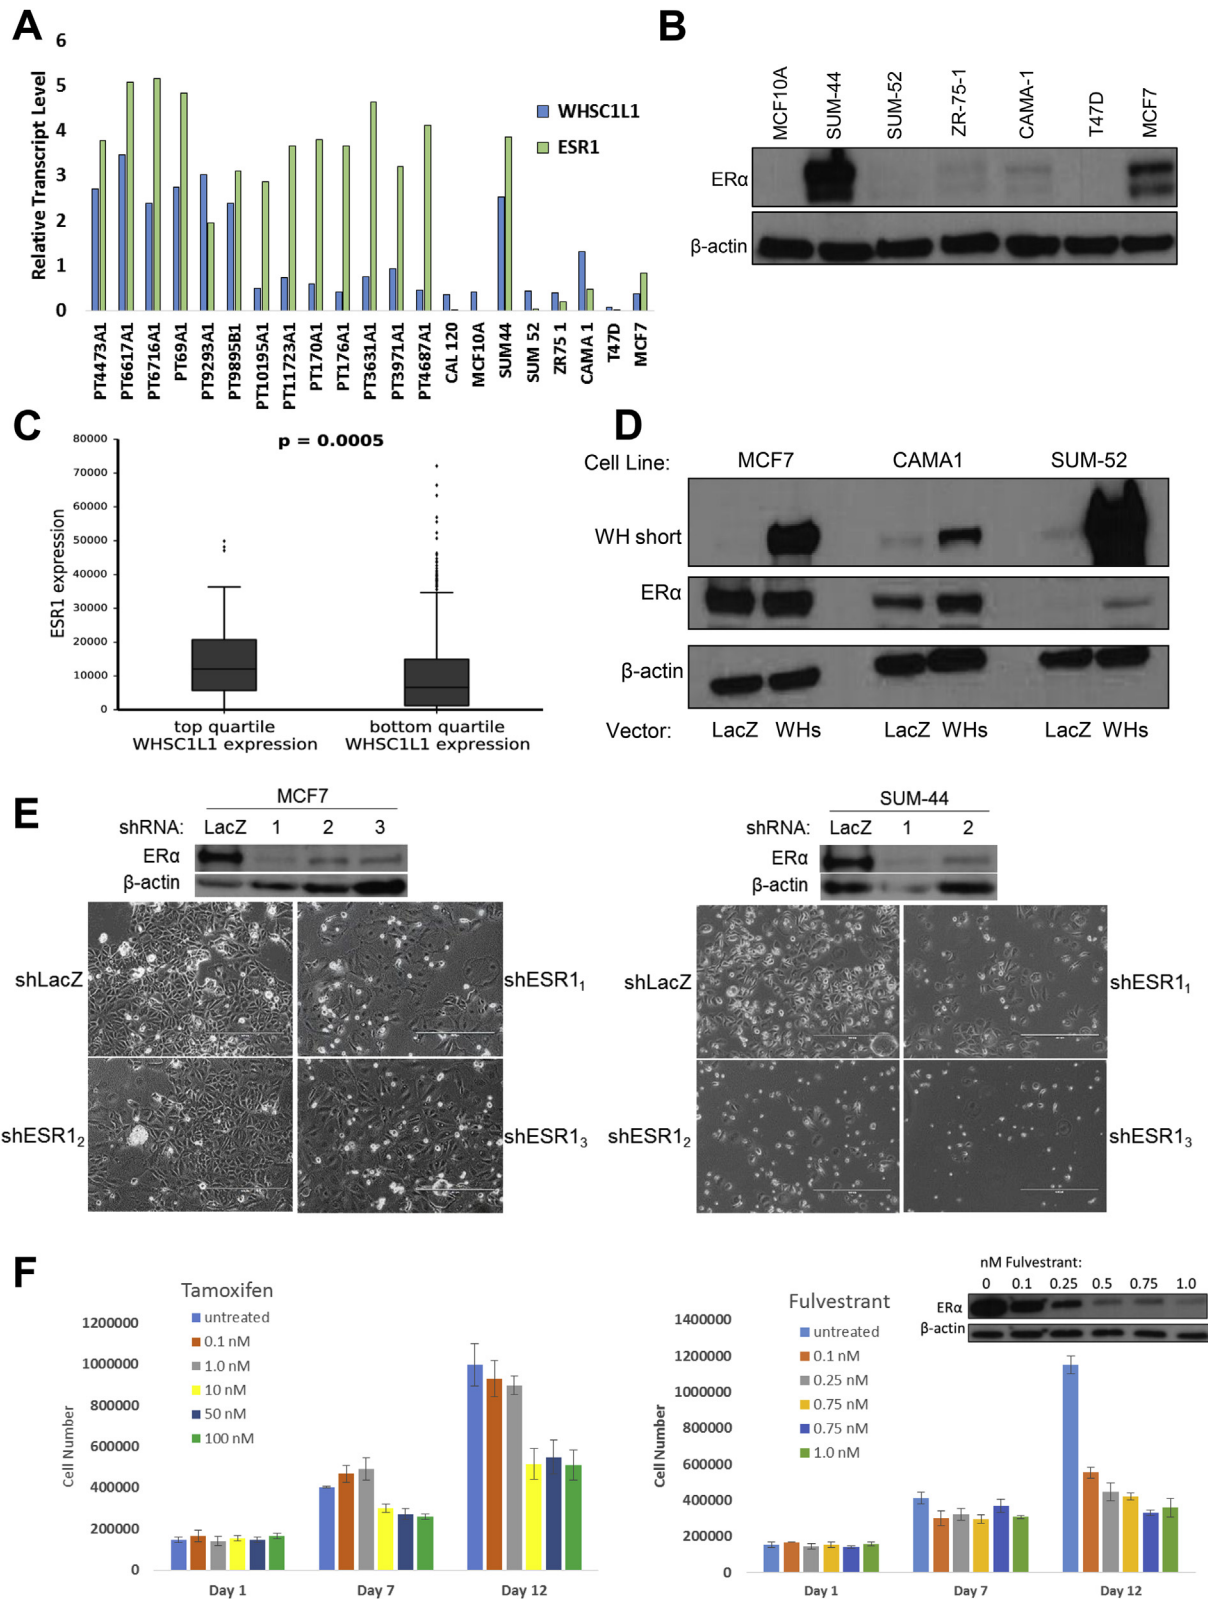 A
6
5
4
3
2
1
0
Relative Transcript Level
WHSC1L1
ESR1
PT4473A1
PT6617A1
PT6716A1
PT69A1
PT9293A1
PT9895B1
PT10195A1
PT11723A1
PT170A1
PT176A1
PT3631A1
PT3971A1
PT4687A1
CAL 120
MCF10A
SUM44
SUM 52
ZR75 1
CAMA 1
T47D
MCF7
B
MCF10A
SUM-44
SUM-52
ZR-75-1
CAMA-1
T47D
MCF7
ERα
β-actin
C
p = 0.0005
80000
70000
60000
50000
40000
30000
20000
10000
0
ESR1 expression
top quartile
WHSC1L1 expression
bottom quartile
WHSC1L1 expression
D
Cell Line: MCF7 CAMA1 SUM-52
WH short
ERα
β-actin
Vector: LacZ WHs LacZ WHs LacZ WHs
E
MCF7
shRNA: LacZ 1 2 3
ERα
β-actin
shLacZ
shESR1₁
shESR1₂
shESR1₃
SUM-44
shRNA: LacZ 1 2
ERα
β-actin
shLacZ
shESR1₁
shESR1₂
shESR1₃
F
Tamoxifen
untreated
0.1 nM
1.0 nM
10 nM
50 nM
100 nM
1200000
1000000
800000
600000
400000
200000
0
Cell Number
Day 1 Day 7 Day 12
nM Fulvestrant:
0 0.1 0.25 0.5 0.75 1.0
ERα
β-actin
Fulvestrant
untreated
0.1 nM
0.25 nM
0.75 nM
0.75 nM
1.0 nM
1400000
1200000
1000000
800000
600000
400000
200000
0
Cell Number
Day 1 Day 7 Day 12